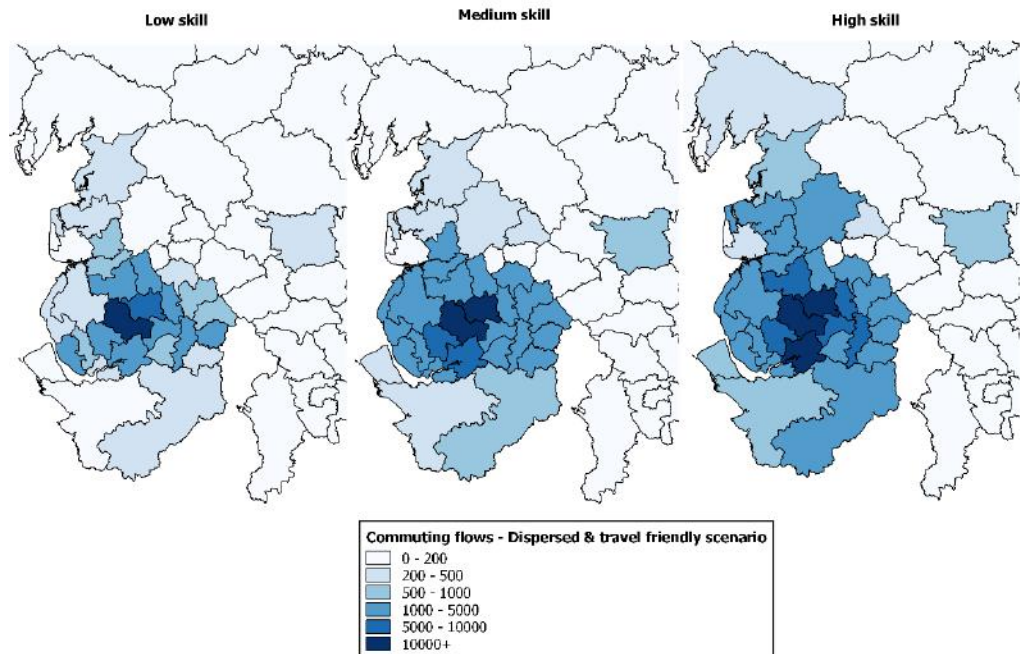 Low skill
Medium skill
High skill
Commuting flows - Dispersed & travel friendly scenario
0 - 200
200 - 500
500 - 1000
1000 - 5000
5000 - 10000
10000+